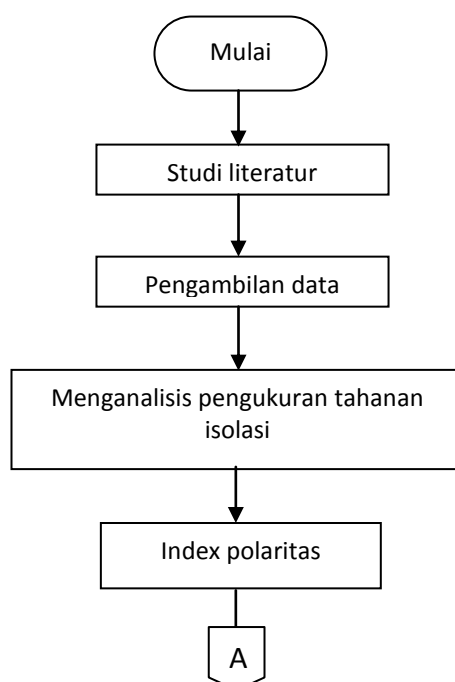 Mulai
Studi literatur
Pengambilan data
Menganalisis pengukuran tahanan
isolasi
Index polaritas
A